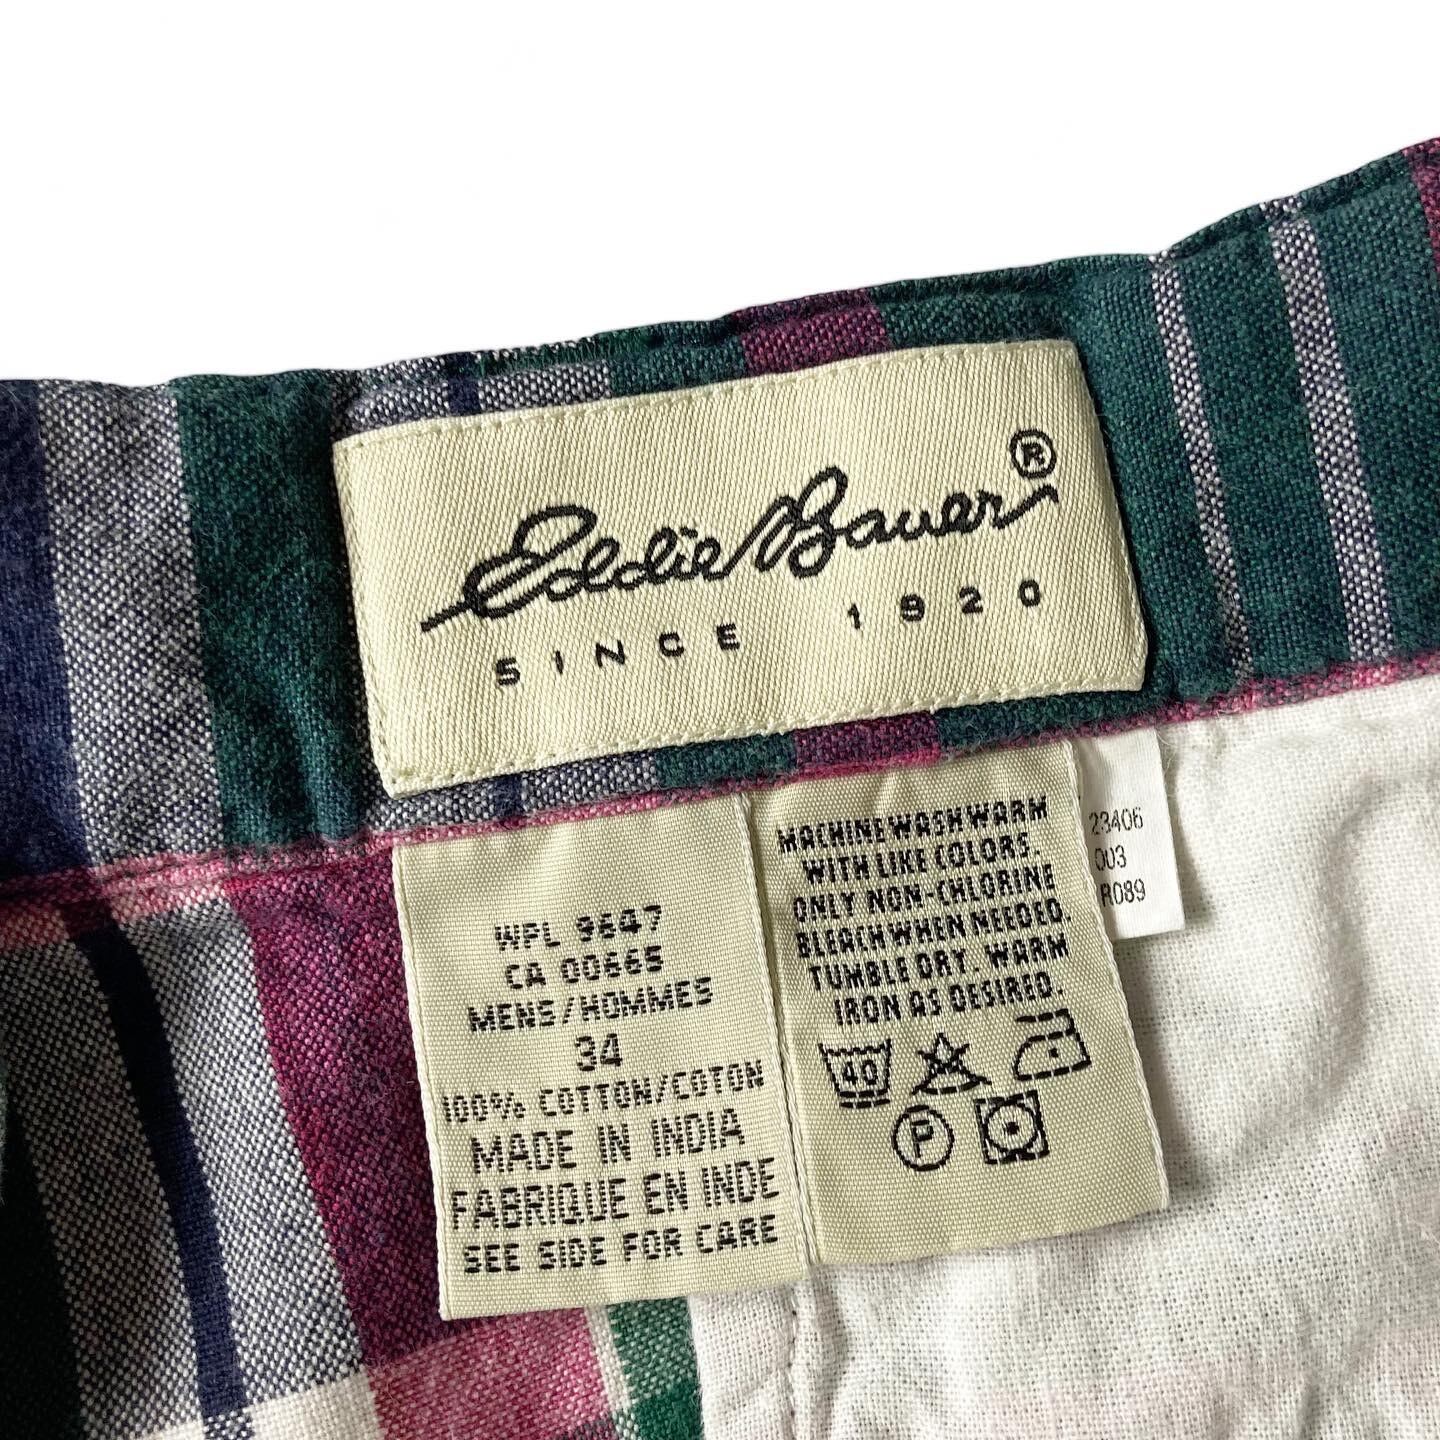 Eddie Bauer®
SINCE 1920
WPL 9647
CA 00665
MENS/HOMMES
34
100% COTTON/COTON
MADE IN INDIA
FABRIQUE EN INDE
SEE SIDE FOR CARE
MACHINE WASH WARM
WITH LIKE COLORS.
ONLY NON-CHLORINE
BLEACH WHEN NEEDED.
TUMBLE DRY. WARM
IRON AS DESIRED.
40
P
23406
003
R089